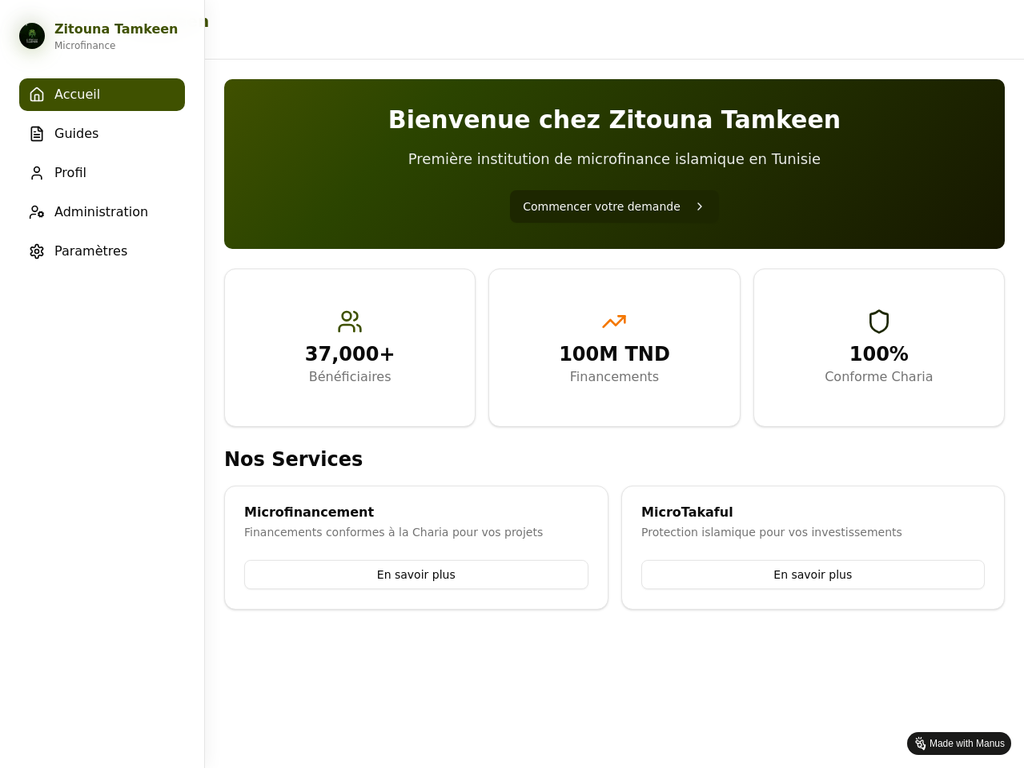 Zitouna Tamkeen
Microfinance
Accueil
Guides
Profil
Administration
Paramètres
Bienvenue chez Zitouna Tamkeen
Première institution de microfinance islamique en Tunisie
Commencer votre demande
37,000+
Bénéficiaires
100M TND
Financements
100%
Conforme Charia
Nos Services
Microfinancement
Financements conformes à la Charia pour vos projets
En savoir plus
MicroTakaful
Protection islamique pour vos investissements
En savoir plus
Made with Manus